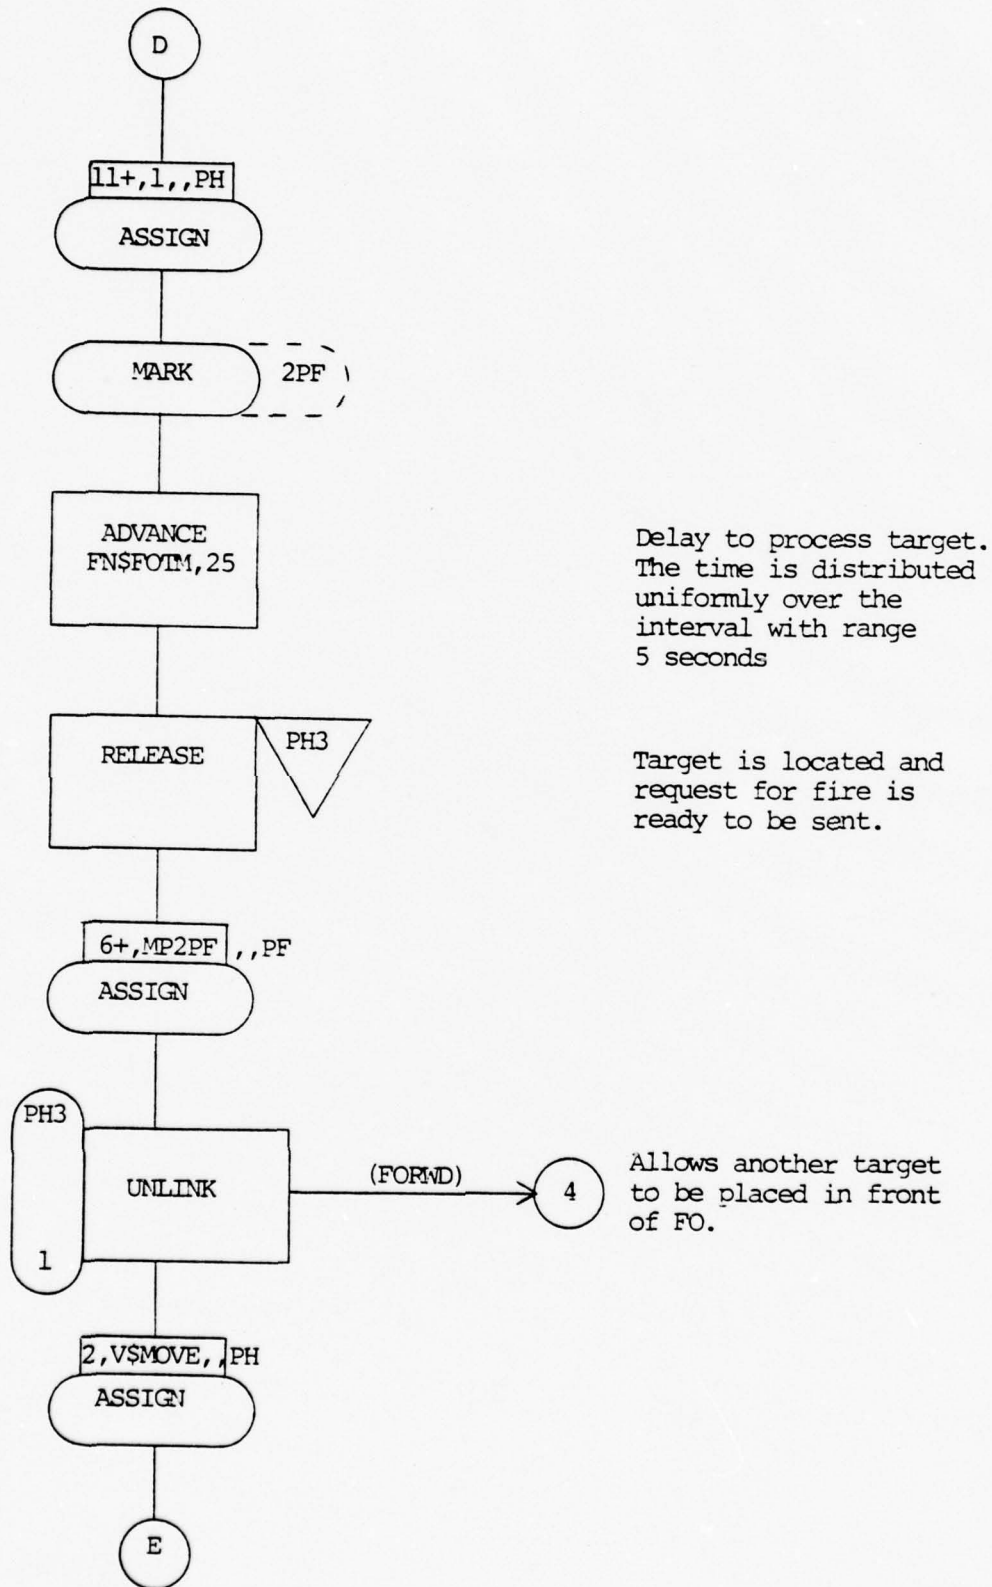 D
11+,1,,PH
ASSIGN
MARK
2PF
ADVANCE
FN$FOTM,25
Delay to process target.
The time is distributed
uniformly over the
interval with range
5 seconds
RELEASE
PH3
Target is located and
request for fire is
ready to be sent.
6+,MP2PF,,PF
ASSIGN
PH3
1
UNLINK
(FORWD)
4
Allows another target
to be placed in front
of FO.
2,V$MOVE,,PH
ASSIGN
E